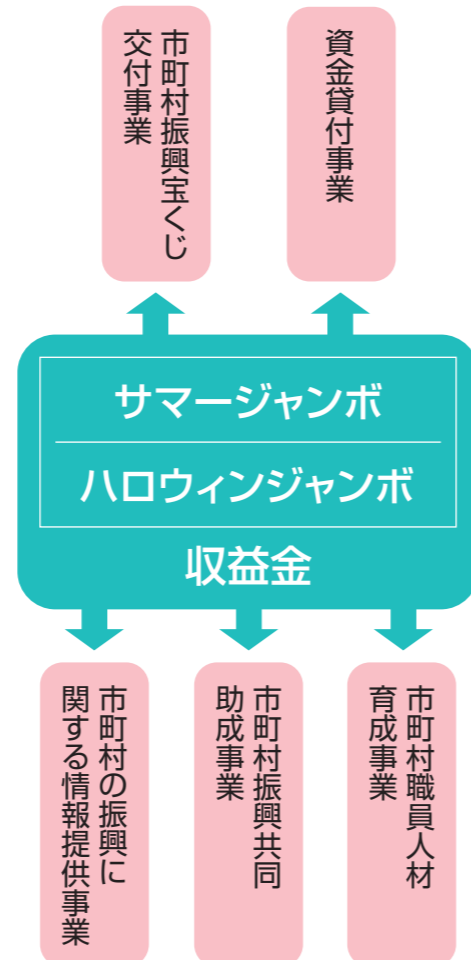 資金貸付事業
市町村振興宝くじ
交付事業
サマージャンボ
ハロウィンジャンボ
収益金
市町村職員人材
育成事業
市町村振興共同
助成事業
市町村の振興に
関する情報提供事業